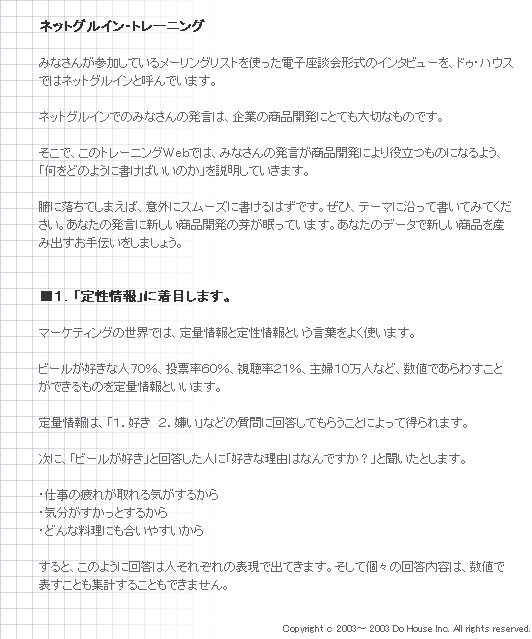 ネットグルイン・トレーニング
みなさんが参加しているメーリングリストを使った電子座談会形式のインタビューを、ドゥ・ハウス
ではネットグルインと呼んでいます。
ネットグルインでのみなさんの発言は、企業の商品開発にとても大切なものです。
そこで、このトレーニングWebでは、みなさんの発言が商品開発により役立つものになるよう、
「何をどのように書けばいいのか」を説明していきます。
腑に落ちてしまえば、意外にスムーズに書けるはずです。ぜひ、テーマに沿って書いてみてくだ
さい。あなたの発言に新しい商品開発の芽が眠っています。あなたのデータで新しい商品を産
み出すお手伝いをしましょう。
■１．「定性情報」に着目します。
マーケティングの世界では、定量情報と定性情報という言葉をよく使います。
ビールが好きな人７０％、投票率６０％、視聴率２１％、主婦１０万人など、数値であらわすこと
ができるものを定量情報といいます。
定量情報は、「１．好き　２．嫌い」などの質問に回答してもらうことによって得られます。
次に、「ビールが好き」と回答した人に「好きな理由はなんですか？」と聞いたとします。
・仕事の疲れが取れる気がするから
・気分がすかっとするから
・どんな料理にも合いやすいから
すると、このように回答は人それぞれの表現で出てきます。そして個々の回答内容は、数値で
表すことも集計することもできません。
Copyright c 2003～ 2003 Do House Inc. All rights reserved.